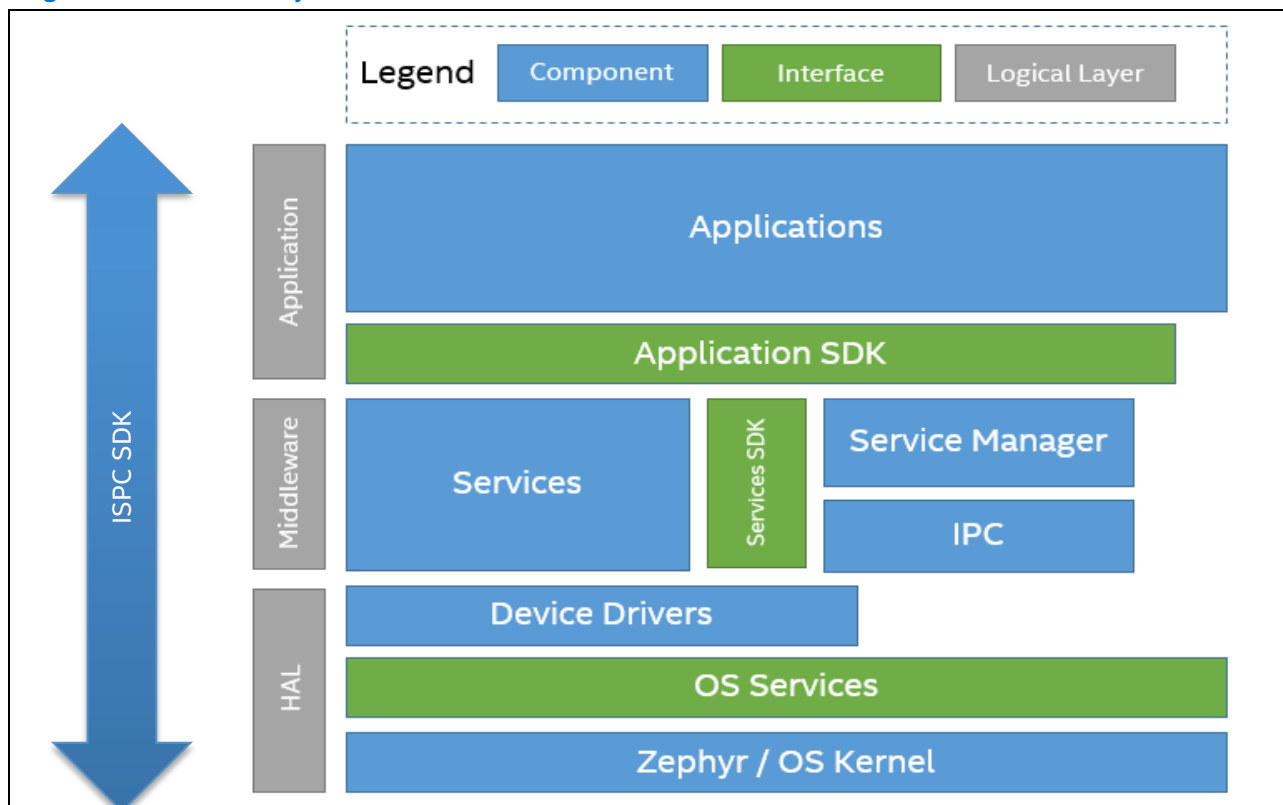 Legend
Component
Interface
Logical Layer
ISPC SDK
Application
Applications
Application SDK
Middleware
Services
Services SDK
Service Manager
IPC
HAL
Device Drivers
OS Services
Zephyr / OS Kernel